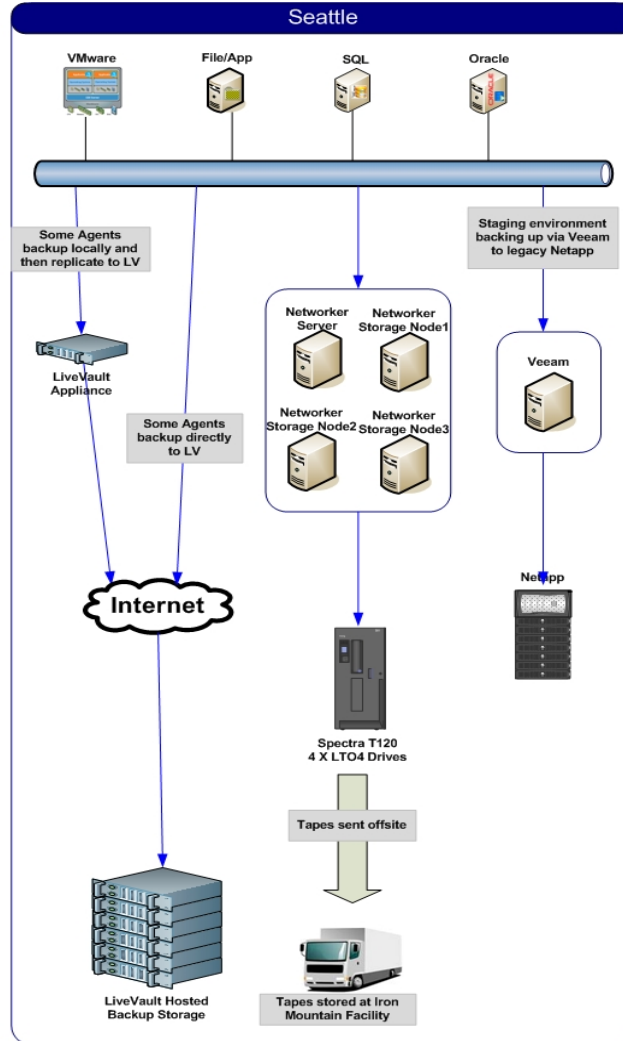 Seattle
VMware
File/App
SQL
Oracle
ORACLE
Some Agents
backup locally and
then replicate to LV
Staging environment
backing up via Veeam
to legacy Netapp
Networker
Server
Networker
Storage Node1
Networker
Storage Node2
Networker
Storage Node3
Veeam
LiveVault
Appliance
Some Agents
backup directly
to LV
Internet
Netapp
Spectra T120
4 X LTO4 Drives
Tapes sent offsite
LiveVault Hosted
Backup Storage
Tapes stored at Iron
Mountain Facility